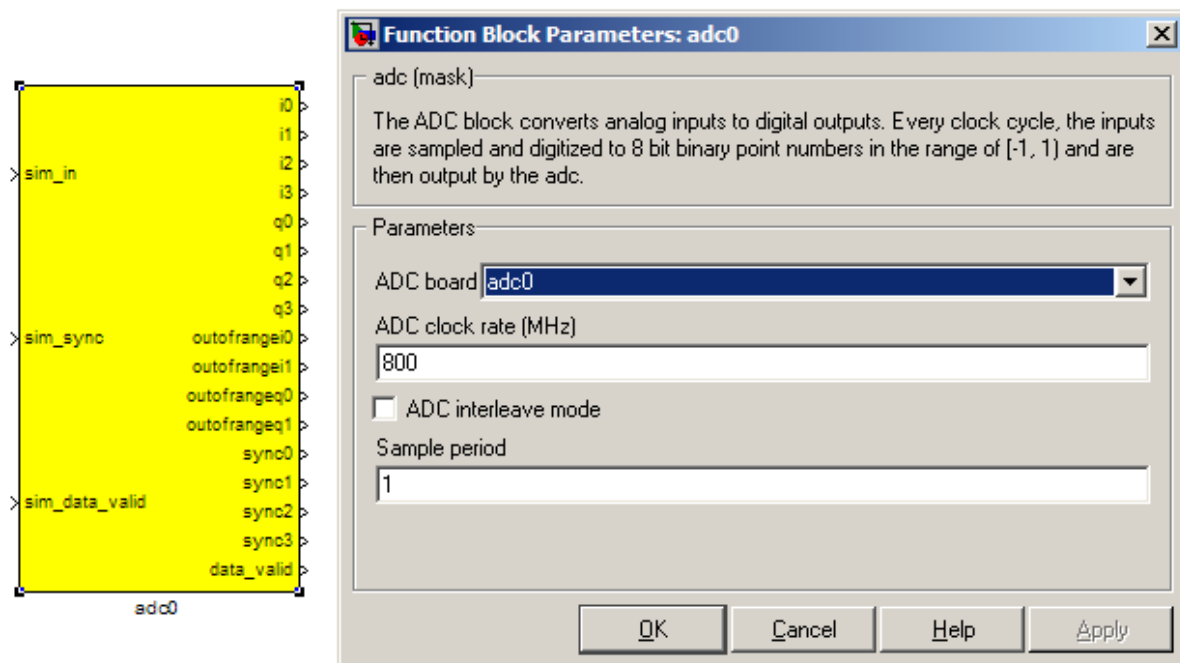 sim_in
sim_sync
sim_data_valid
i0
i1
i2
i3
q0
q1
q2
q3
outofrangei0
outofrangei1
outofrangeq0
outofrangeq1
sync0
sync1
sync2
sync3
data_valid
adc0
Function Block Parameters: adc0
adc (mask)
The ADC block converts analog inputs to digital outputs. Every clock cycle, the inputs
are sampled and digitized to 8 bit binary point numbers in the range of [-1, 1) and are
then output by the adc.
Parameters
ADC board adc0
ADC clock rate (MHz)
800
ADC interleave mode
Sample period
1
OK Cancel Help Apply